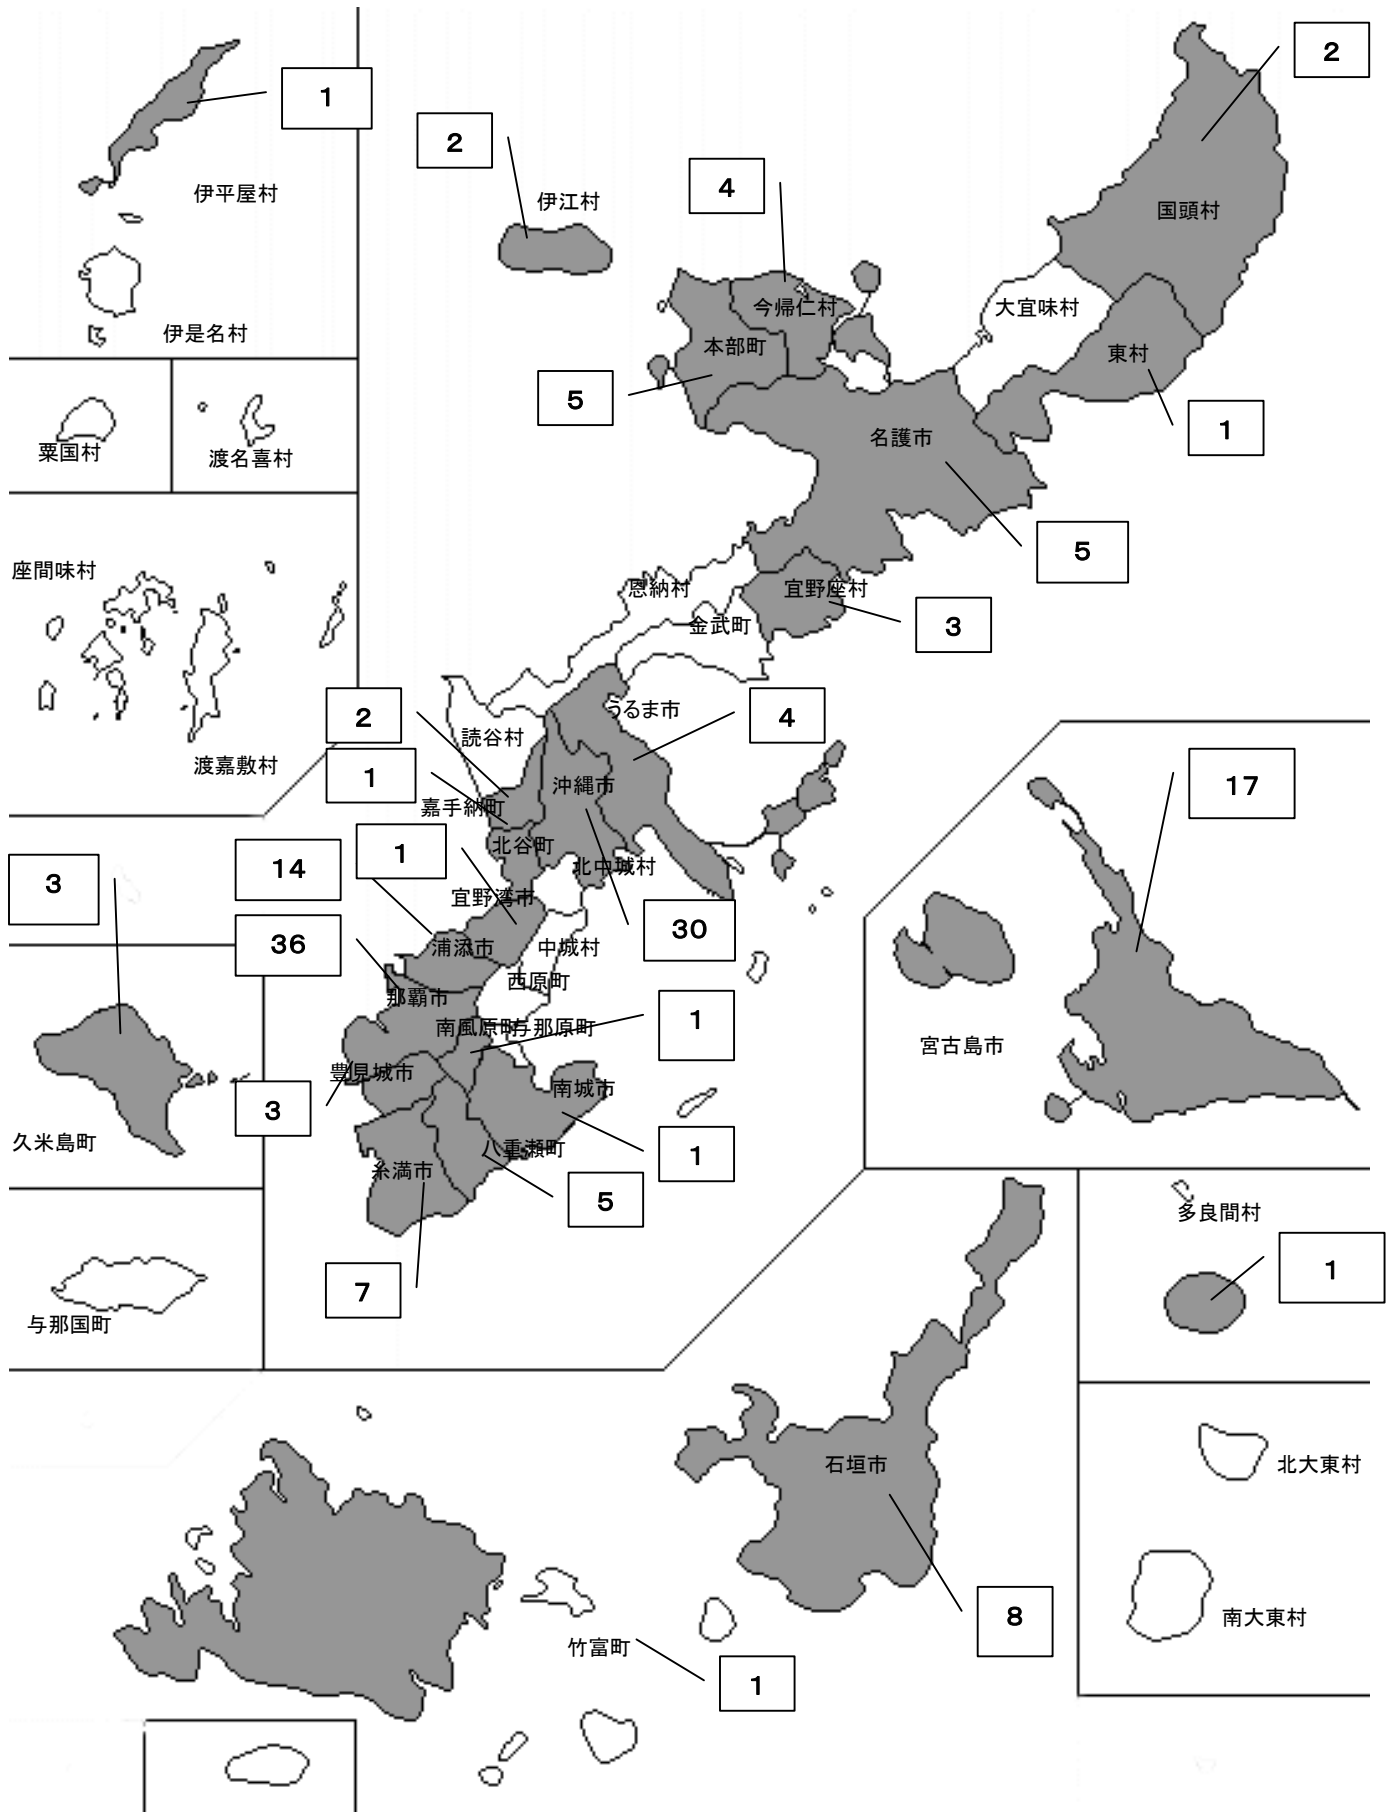 2
1
2
伊江村
4
伊平屋村
国頭村
大宜味村
今帰仁村
伊是名村
本部町
東村
5
1
名護市
粟国村
渡名喜村
5
座間味村
恩納村
宜野座村
3
金武町
2
うるま市
4
読谷村
渡嘉敷村
1
沖縄市
17
嘉手納町
1
北谷町
14
北中城村
3
宜野湾市
30
36
浦添市
中城村
西原町
那覇市
1
南風原町
与那原町
宮古島市
豊見城市
南城市
3
久米島町
八重瀬町
1
糸満市
5
多良間村
7
1
与那国町
石垣市
北大東村
8
南大東村
竹富町
1